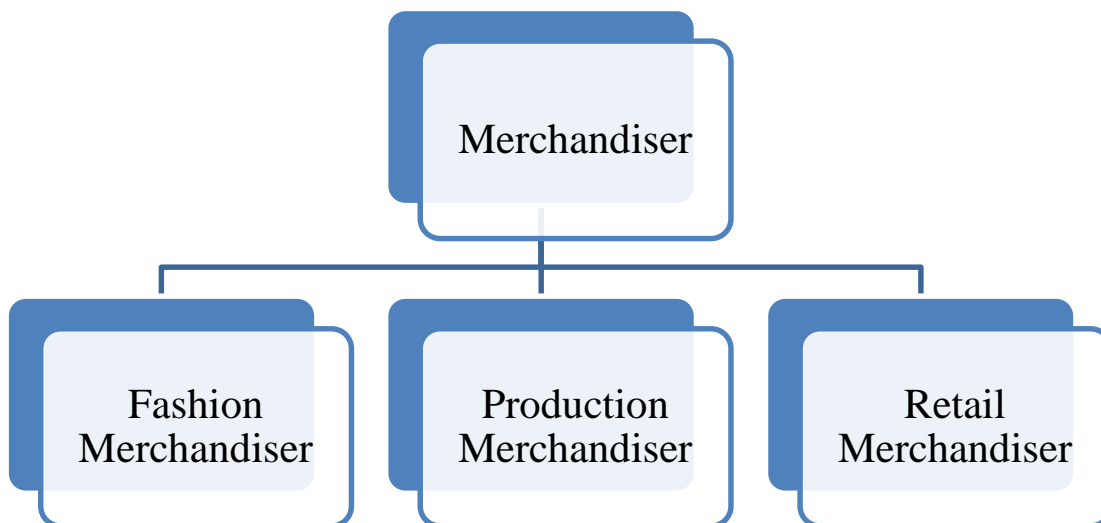 Merchandiser
Fashion
Merchandiser
Production
Merchandiser
Retail
Merchandiser